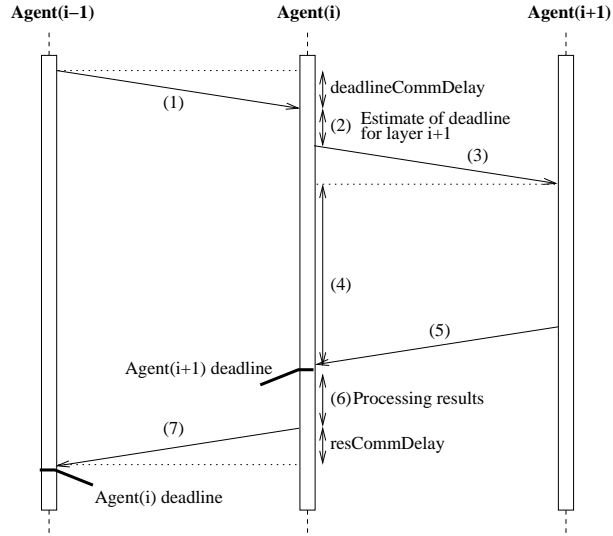 Agent(i−1)
Agent(i)
Agent(i+1)
deadlineCommDelay
(1)
(2) Estimate of deadline
for layer i+1
(3)
(4)
(5)
Agent(i+1) deadline
(6) Processing results
(7)
resCommDelay
Agent(i) deadline